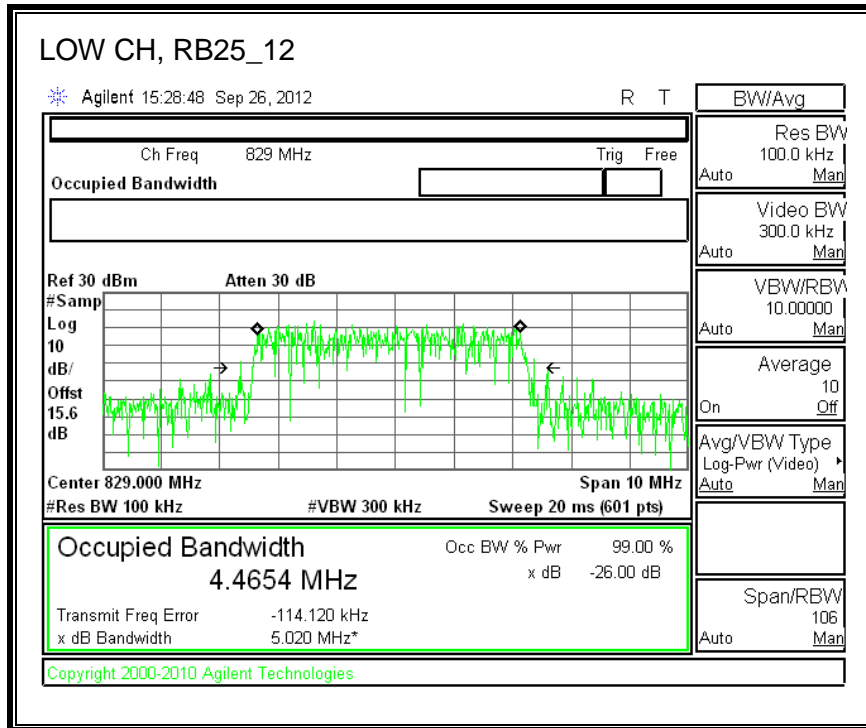 LOW CH, RB25_12
Agilent 15:28:48 Sep 26, 2012 R T
Ch Freq 829 MHz Trig Free
Occupied Bandwidth
Ref 30 dBm Atten 30 dB
#Samp
Log
10
dB/
Offst
15.6
dB
Center 829.000 MHz Span 10 MHz
#Res BW 100 kHz #VBW 300 kHz Sweep 20 ms (601 pts)
Occupied Bandwidth
4.4654 MHz
Occ BW % Pwr 99.00 %
x dB -26.00 dB
Transmit Freq Error -114.120 kHz
x dB Bandwidth 5.020 MHz*
Copyright 2000-2010 Agilent Technologies
BW/Avg
Res BW
100.0 kHz
Auto Man
Video BW
300.0 kHz
Auto Man
VBW/RBW
10.00000
Auto Man
Average
10
On Off
Avg/VBW Type
Log-Pwr (Video)
Auto Man
Span/RBW
106
Auto Man